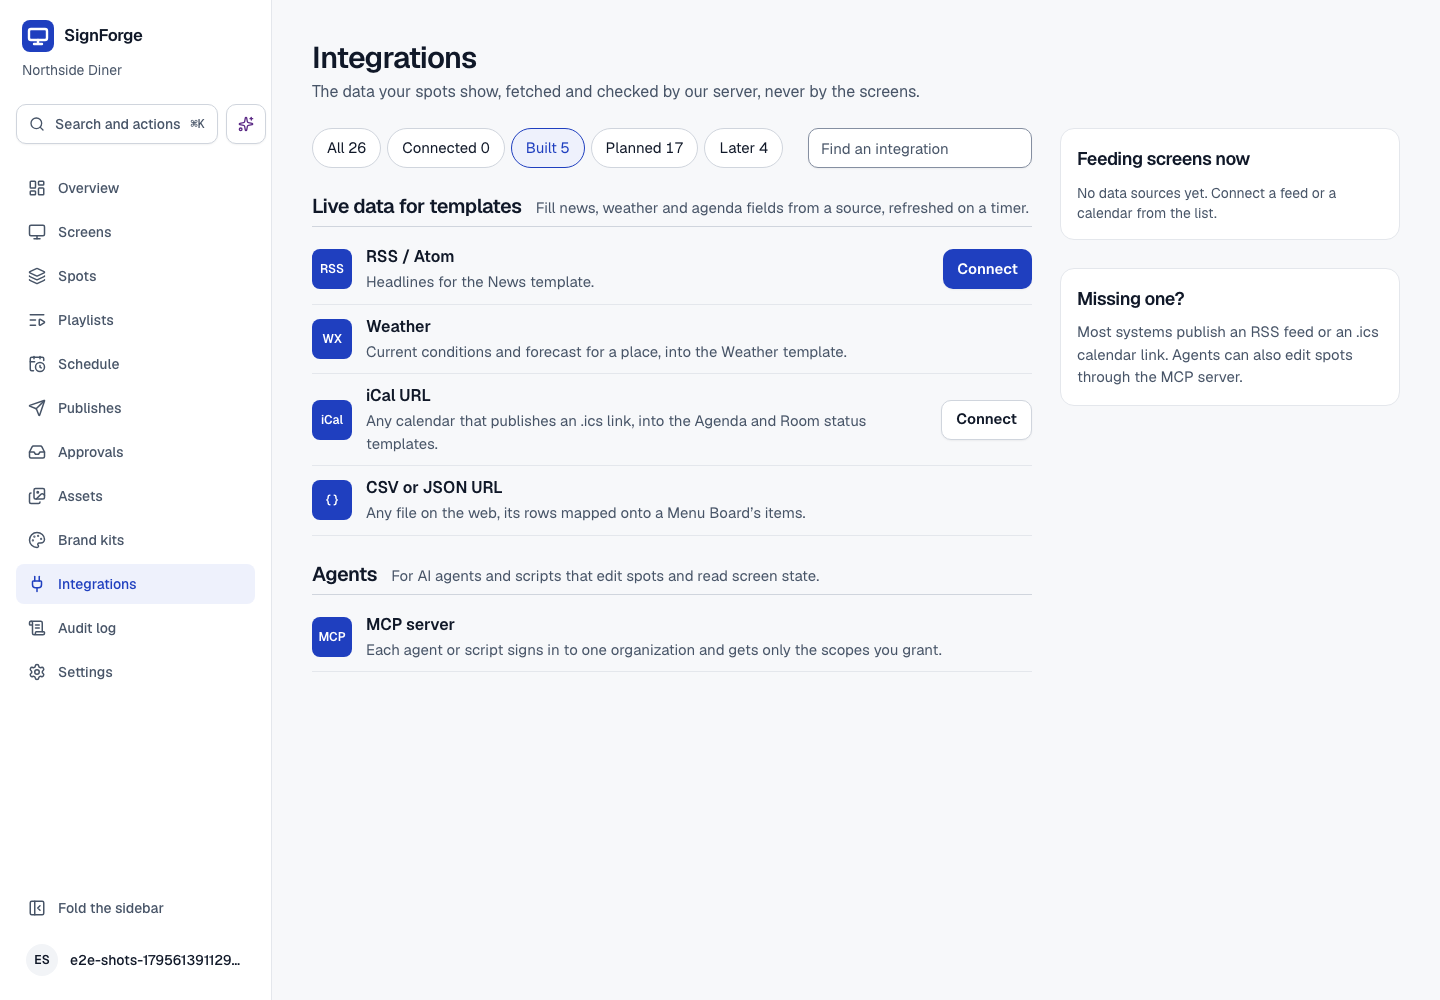 SignForge
Northside Diner
Search and actions ⌘K
Overview
Screens
Spots
Playlists
Schedule
Publishes
Approvals
Assets
Brand kits
Integrations
Audit log
Settings
Fold the sidebar
ES e2e-shots-179561391129...
Integrations
The data your spots show, fetched and checked by our server, never by the screens.
All 26 Connected 0 Built 5 Planned 17 Later 4 Find an integration
Live data for templates Fill news, weather and agenda fields from a source, refreshed on a timer.
RSS RSS / Atom
Headlines for the News template.
Connect
WX Weather
Current conditions and forecast for a place, into the Weather template.
iCal iCal URL
Any calendar that publishes an .ics link, into the Agenda and Room status
templates.
Connect
{} CSV or JSON URL
Any file on the web, its rows mapped onto a Menu Board’s items.
Agents For AI agents and scripts that edit spots and read screen state.
MCP MCP server
Each agent or script signs in to one organization and gets only the scopes you grant.
Feeding screens now
No data sources yet. Connect a feed or a
calendar from the list.
Missing one?
Most systems publish an RSS feed or an .ics
calendar link. Agents can also edit spots
through the MCP server.